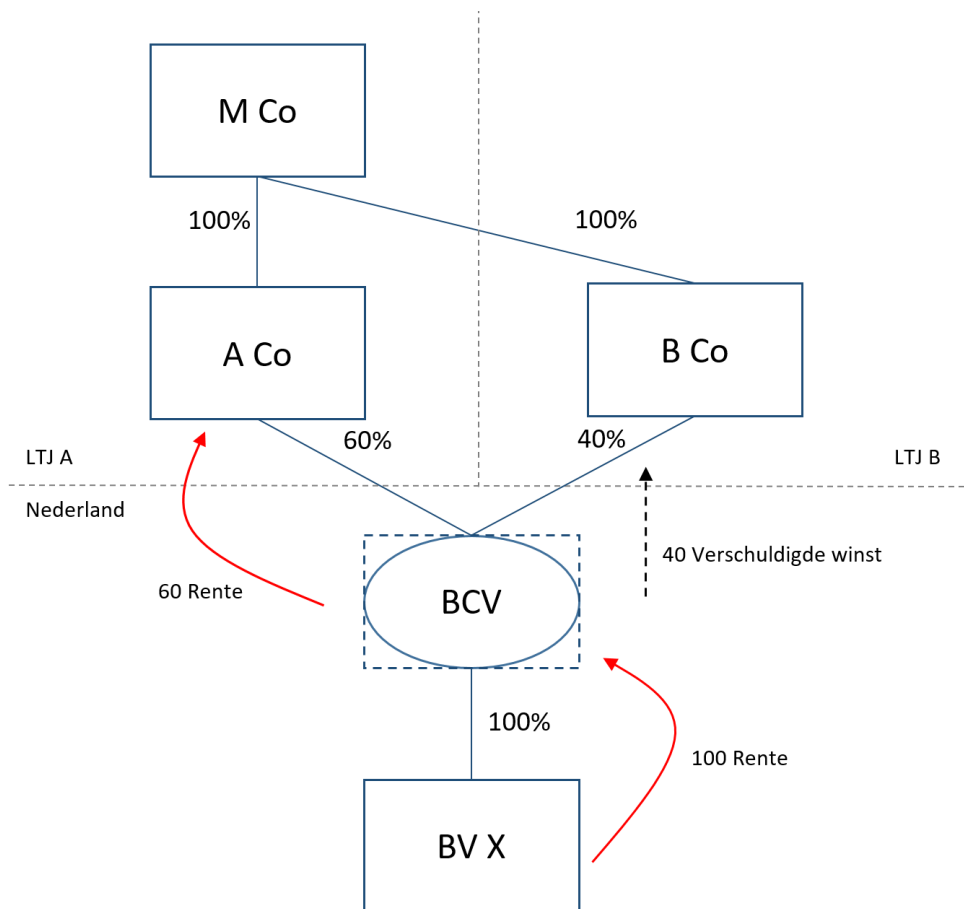 M Co
100%
100%
A Co
B Co
60%
40%
LTJ A
LTJ B
Nederland
40 Verschuldigde winst
60 Rente
BCV
100%
100 Rente
BV X